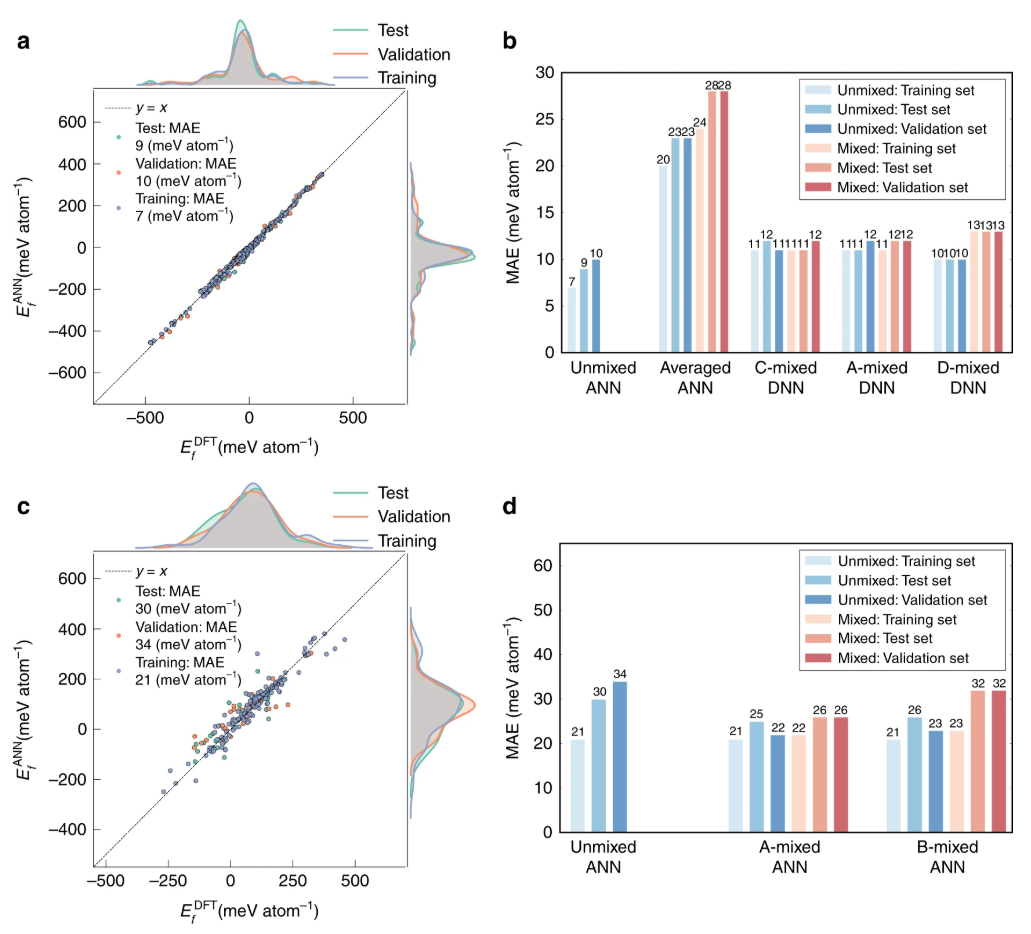 a
Test
Validation
Training
y = x
Test: MAE
9 (meV atom⁻¹)
Validation: MAE
10 (meV atom⁻¹)
Training: MAE
7 (meV atom⁻¹)
600
400
200
0
−200
−400
−600
−500 0 500
E_f^ANN (meV atom⁻¹)
E_f^DFT (meV atom⁻¹)
b
30
25
20
15
10
5
0
MAE (meV atom⁻¹)
Unmixed: Training set
Unmixed: Test set
Unmixed: Validation set
Mixed: Training set
Mixed: Test set
Mixed: Validation set
7 9 10
20 23 23 24 28 28
11 12 11 11 11 12
11 11 12 11 12 12
10 10 10 13 13 13
Unmixed Averaged C-mixed A-mixed D-mixed
ANN ANN DNN DNN DNN
c
Test
Validation
Training
y = x
Test: MAE
30 (meV atom⁻¹)
Validation: MAE
34 (meV atom⁻¹)
Training: MAE
21 (meV atom⁻¹)
600
400
200
0
−200
−400
−500 −250 0 250 500
E_f^ANN (meV atom⁻¹)
E_f^DFT (meV atom⁻¹)
d
60
50
40
30
20
10
0
MAE (meV atom⁻¹)
Unmixed: Training set
Unmixed: Test set
Unmixed: Validation set
Mixed: Training set
Mixed: Test set
Mixed: Validation set
21 30 34
21 25 22 22 26 26
21 26 23 23 32 32
Unmixed A-mixed B-mixed
ANN ANN ANN